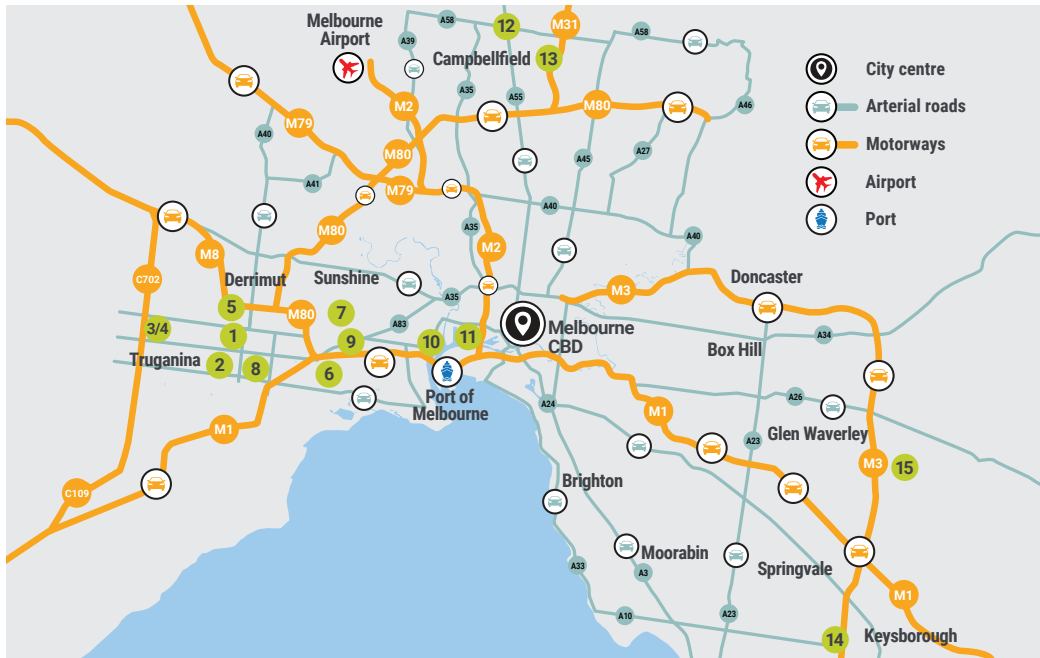 A58
12
M31
Melbourne
Airport
A39
Campbellfield
13
A58
City centre
A35
A55
M2
M80
A46
Arterial roads
M79
A40
M80
A27
A45
Motorways
A41
M79
Airport
A40
A35
A40
Port
M80
M2
M8
C702
Derrimut
Sunshine
Doncaster
M3
A35
5
M80
7
3/4
1
A83
10
11
Melbourne
CBD
A34
9
Box Hill
Truganina
2
8
6
Port of
Melbourne
A24
A26
M1
M1
Glen Waverley
A23
M3
15
C109
Brighton
Moorabin
A33
A3
Springvale
M1
A10
A23
14
Keysborough